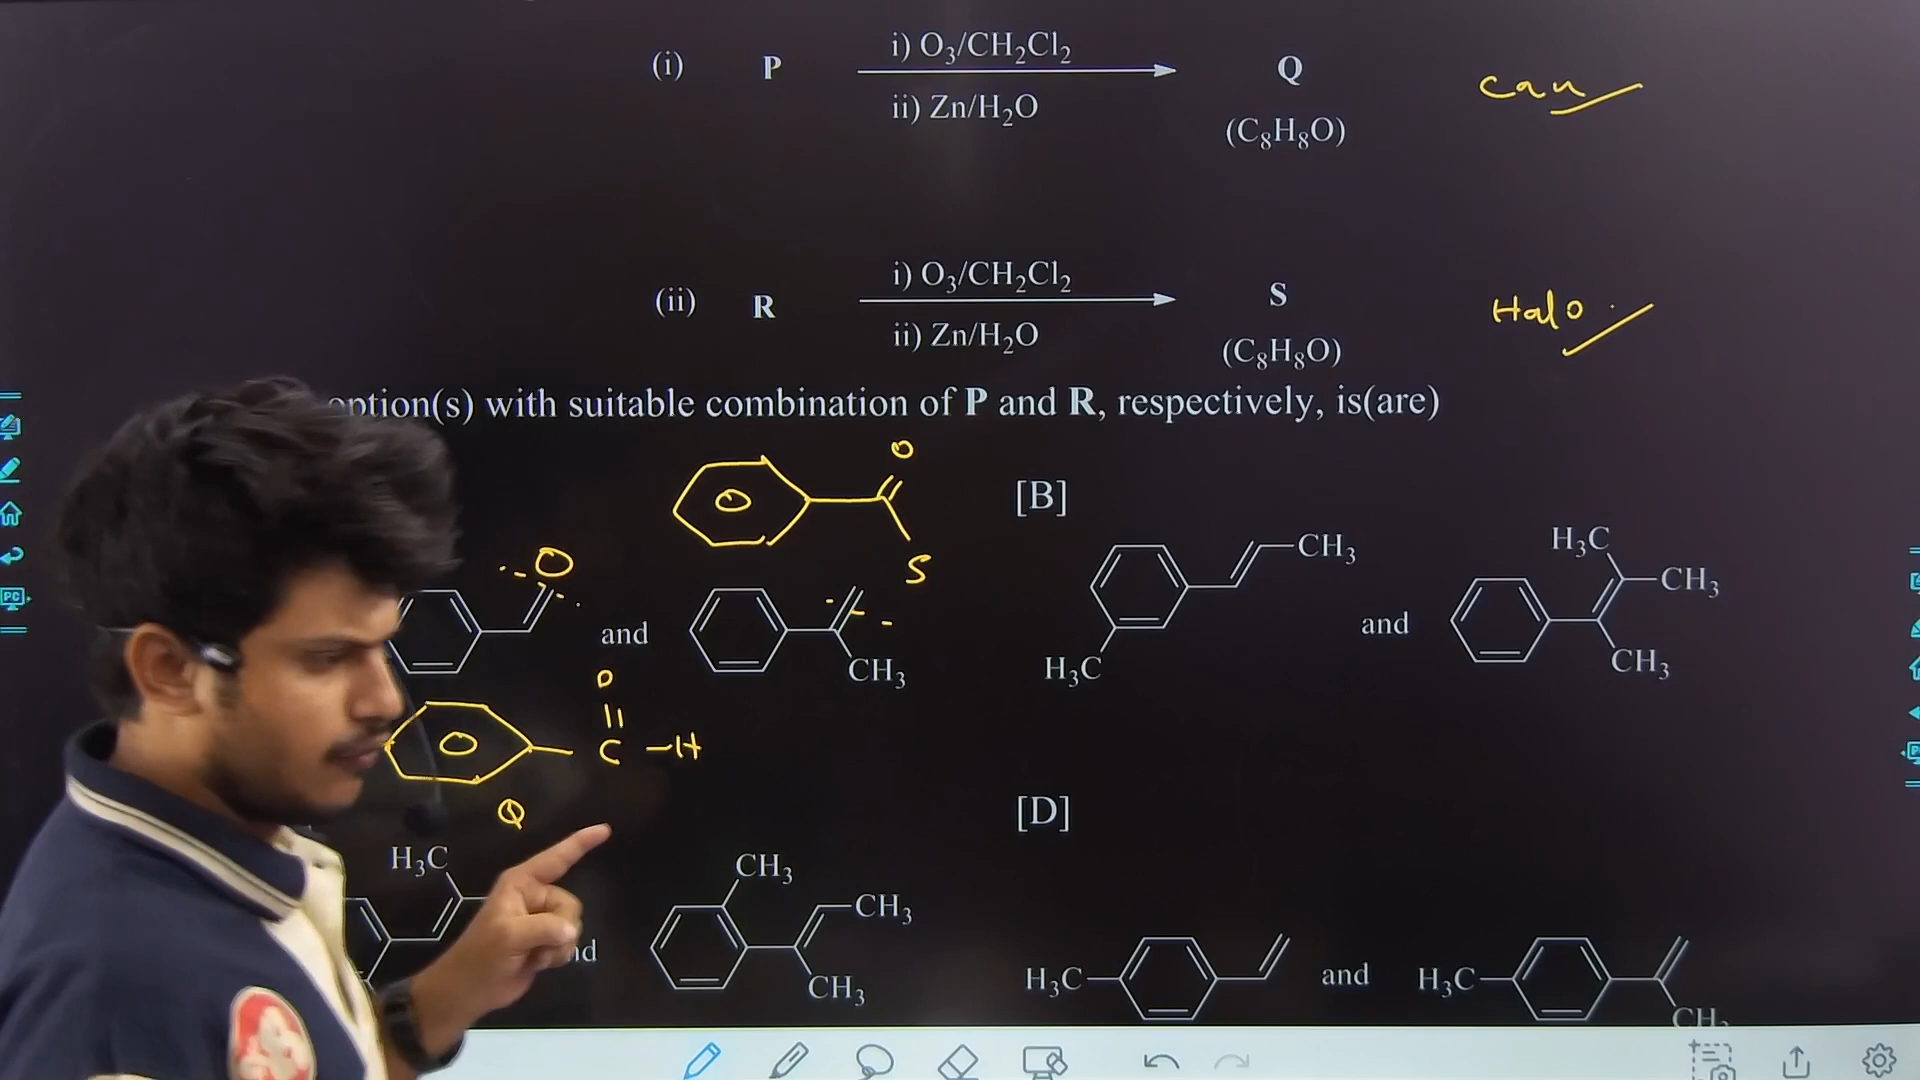 (i) P i) O₃/CH₂Cl₂ Q
ii) Zn/H₂O
(C₈H₈O)
Can
(ii) R i) O₃/CH₂Cl₂ S
ii) Zn/H₂O
(C₈H₈O)
Halo
option(s) with suitable combination of P and R, respectively, is(are)
O
S
O
and
CH₃
O
C –H
Q
[B]
CH₃
H₃C
and
H₃C
CH₃
CH₃
H₃C
CH₃
CH₃
CH₃
[D]
H₃C
and
H₃C
PC